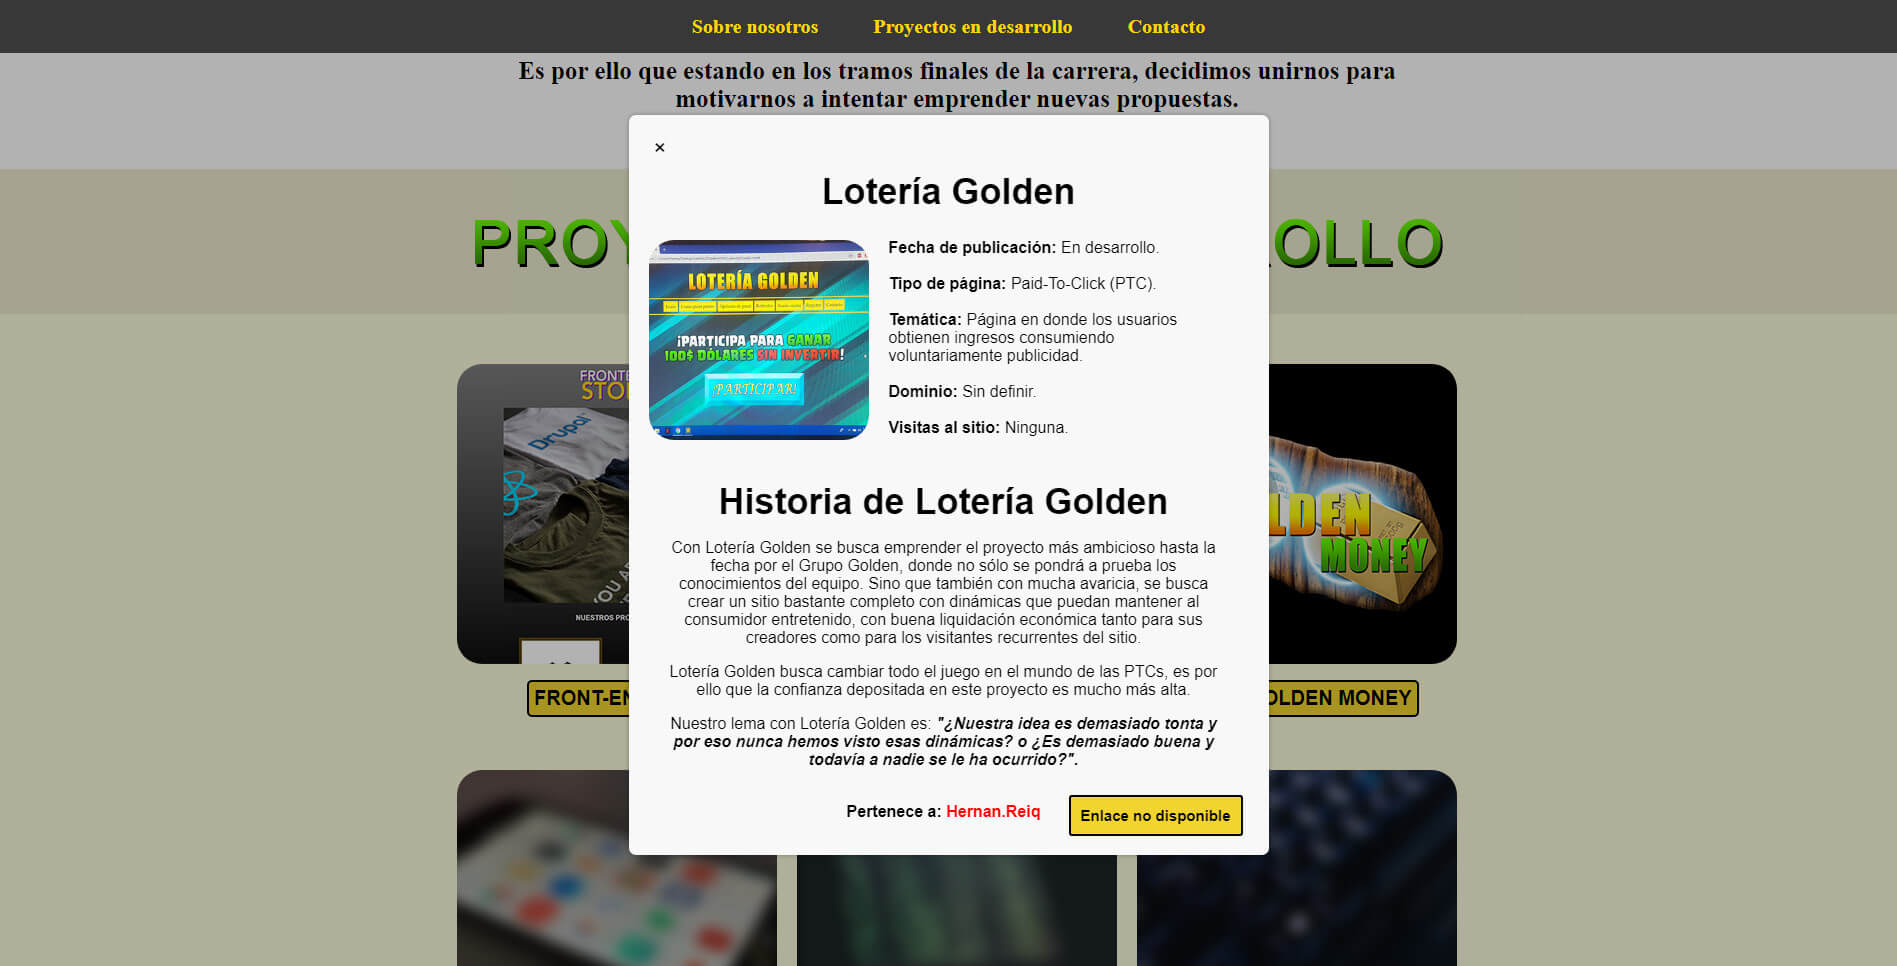 Sobre nosotros
Proyectos en desarrollo
Contacto
Es por ello que estando en los tramos finales de la carrera, decidimos unirnos para
motivarnos a intentar emprender nuevas propuestas.
×
Lotería Golden
LOTERÍA GOLDEN
¡PARTICIPA PARA GANAR
100$ DÓLARES SIN INVERTIR!
¡PARTICIPAR!
Fecha de publicación: En desarrollo.
Tipo de página: Paid-To-Click (PTC).
Temática: Página en donde los usuarios
obtienen ingresos consumiendo
voluntariamente publicidad.
Dominio: Sin definir.
Visitas al sitio: Ninguna.
Historia de Lotería Golden
Con Lotería Golden se busca emprender el proyecto más ambicioso hasta la
fecha por el Grupo Golden, donde no sólo se pondrá a prueba los
conocimientos del equipo. Sino que también con mucha avaricia, se busca
crear un sitio bastante completo con dinámicas que puedan mantener al
consumidor entretenido, con buena liquidación económica tanto para sus
creadores como para los visitantes recurrentes del sitio.
Lotería Golden busca cambiar todo el juego en el mundo de las PTCs, es por
ello que la confianza depositada en este proyecto es mucho más alta.
Nuestro lema con Lotería Golden es: "¿Nuestra idea es demasiado tonta y
por eso nunca hemos visto esas dinámicas? o ¿Es demasiado buena y
todavía a nadie se le ha ocurrido?".
Pertenece a: Hernan.Reiq
Enlace no disponible
PROY
ROLLO
FRONTE
STO
Drupal
YOU A
NUESTROS PRO
FRONT-EN
LDEN
MONEY
OLDEN MONEY